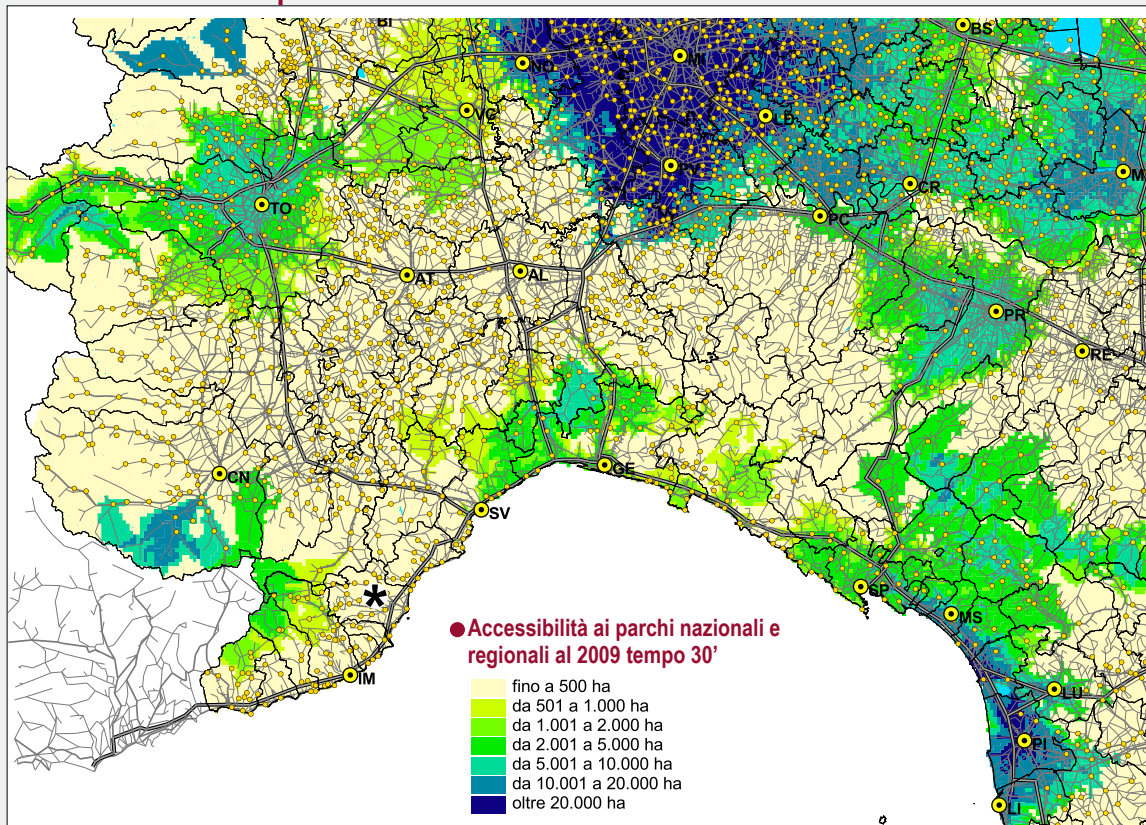 BI
BS
NO
MI
VC
LD
PV
M
CR
TO
PC
AT
AL
PR
RE
GE
CN
SV
SP
MS
● Accessibilità ai parchi nazionali e
regionali al 2009 tempo 30’
IM
LU
fino a 500 ha
da 501 a 1.000 ha
da 1.001 a 2.000 ha
da 2.001 a 5.000 ha
PI
da 5.001 a 10.000 ha
da 10.001 a 20.000 ha
oltre 20.000 ha
LI
*